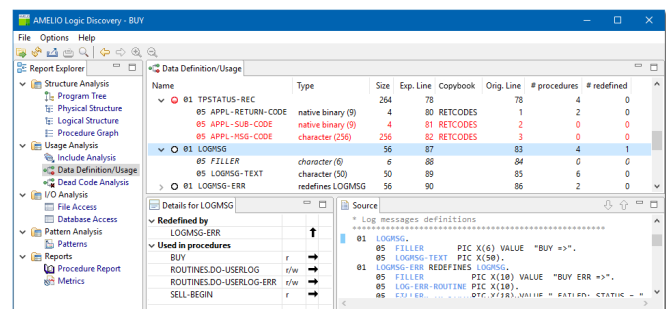 AMELIO Logic Discovery - BUY
File Options Help
Report Explorer
Structure Analysis
Program Tree
Physical Structure
Logical Structure
Procedure Graph
Usage Analysis
Include Analysis
Data Definition/Usage
Dead Code Analysis
I/O Analysis
File Access
Database Access
Pattern Analysis
Patterns
Reports
Procedure Report
Metrics
Data Definition/Usage
Name Type Size Exp. Line Copybook Orig. Line # procedures # redefined
01 TPSTATUS-REC 264 78 78 4 0
05 APPL-RETURN-CODE native binary (9) 4 80 RETCODES 1 2 0
05 APPL-SUB-CODE native binary (9) 4 81 RETCODES 2 0 0
05 APPL-MSG-CODE character (256) 256 82 RETCODES 3 0 0
01 LOGMSG 56 87 83 4 1
05 FILLER character (6) 6 88 84 0 0
05 LOGMSG-TEXT character (50) 50 89 85 6 0
01 LOGMSG-ERR redefines LOGMSG 56 90 86 2 0
Details for LOGMSG
Redefined by
LOGMSG-ERR
Used in procedures
BUY r
ROUTINES.DO-USERLOG r/w
ROUTINES.DO-USERLOG-ERR r/w
SELL-BEGIN r
Source
* Log messages definitions
01 LOGMSG.
05 FILLER PIC X(6) VALUE "BUY =>".
05 LOGMSG-TEXT PIC X(50).
01 LOGMSG-ERR REDEFINES LOGMSG.
05 FILLER PIC X(10) VALUE "BUY ERR =>".
05 LOG-ERR-ROUTINE PIC X(10).
05 FILLER PIC X(18) VALUE " FAILED: STATUS = "